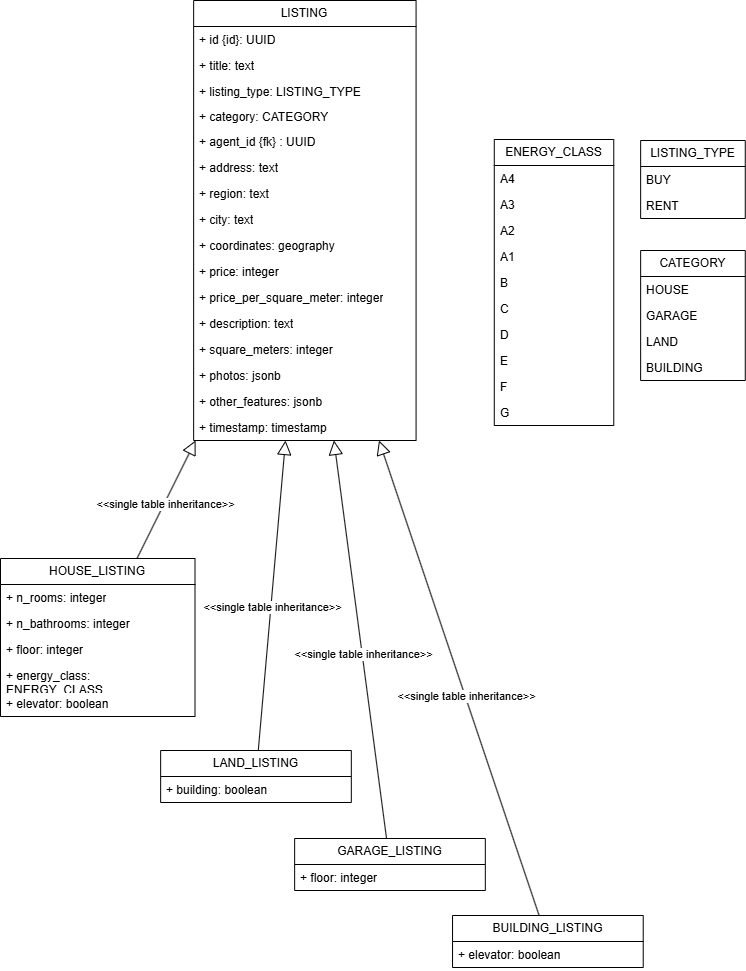 LISTING
+ id {id}: UUID
+ title: text
+ listing_type: LISTING_TYPE
+ category: CATEGORY
+ agent_id {fk} : UUID
+ address: text
+ region: text
+ city: text
+ coordinates: geography
+ price: integer
+ price_per_square_meter: integer
+ description: text
+ square_meters: integer
+ photos: jsonb
+ other_features: jsonb
+ timestamp: timestamp
ENERGY_CLASS
A4
A3
A2
A1
B
C
D
E
F
G
LISTING_TYPE
BUY
RENT
CATEGORY
HOUSE
GARAGE
LAND
BUILDING
<<single table inheritance>>
HOUSE_LISTING
+ n_rooms: integer
+ n_bathrooms: integer
+ floor: integer
+ energy_class:
ENERGY_CLASS
+ elevator: boolean
<<single table inheritance>>
LAND_LISTING
+ building: boolean
<<single table inheritance>>
GARAGE_LISTING
+ floor: integer
<<single table inheritance>>
BUILDING_LISTING
+ elevator: boolean